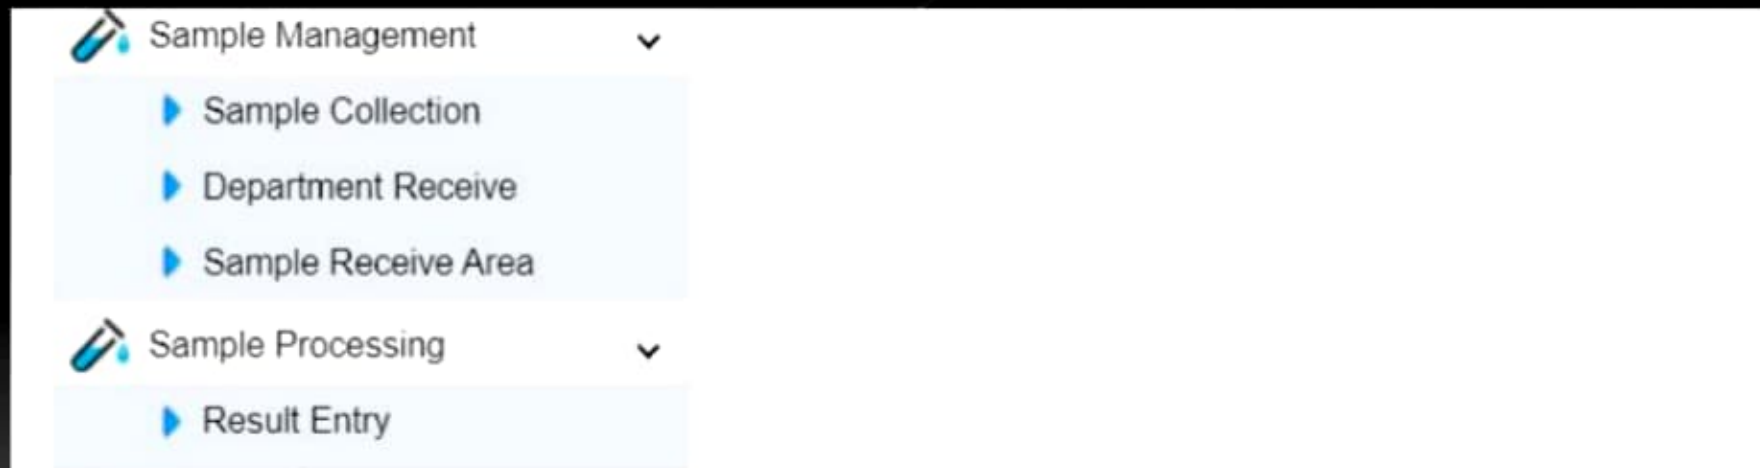 Sample Management
Sample Collection
Department Receive
Sample Receive Area
Sample Processing
Result Entry